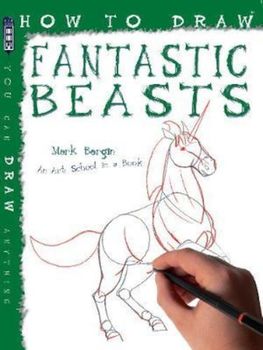 HOW TO DRAW
FANTASTIC
BEASTS
Mark Bergin
An Art School in a Book
YOU CAN DRAW ANYTHING